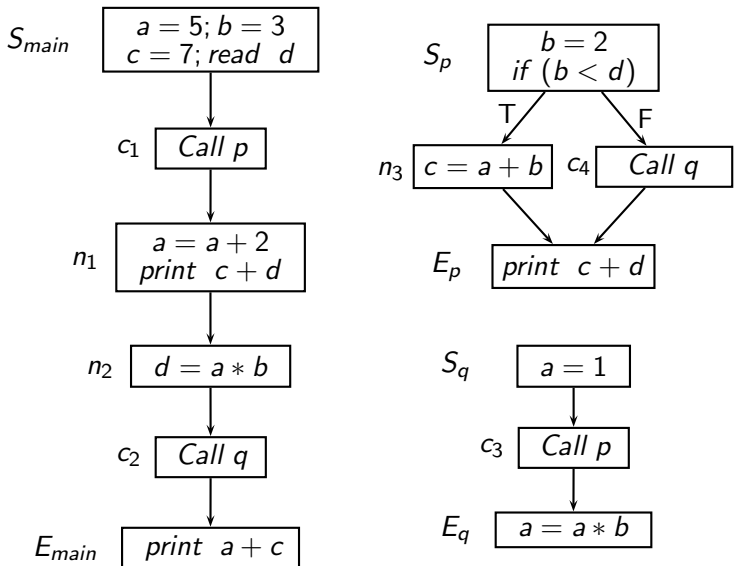 S_main
a = 5; b = 3
c = 7; read d
c_1
Call p
n_1
a = a + 2
print c + d
n_2
d = a * b
c_2
Call q
E_main
print a + c
S_p
b = 2
if (b < d)
T
F
n_3
c = a + b
c_4
Call q
E_p
print c + d
S_q
a = 1
c_3
Call p
E_q
a = a * b